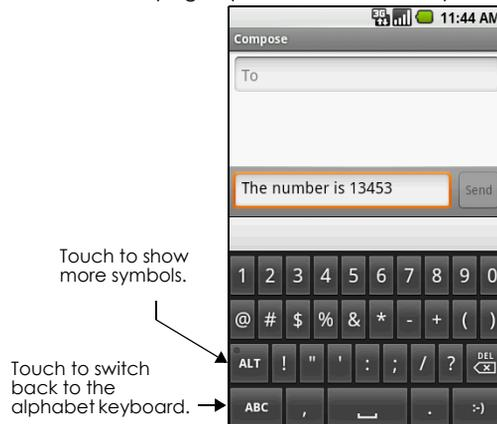 3G 11:44 AM
Compose
To
The number is 13453
Send
Touch to show
more symbols.
1 2 3 4 5 6 7 8 9 0
@ # $ % & * - + ( )
ALT ! " ' : ; / ? DEL
Touch to switch
back to the
alphabet keyboard.
ABC , . :-)